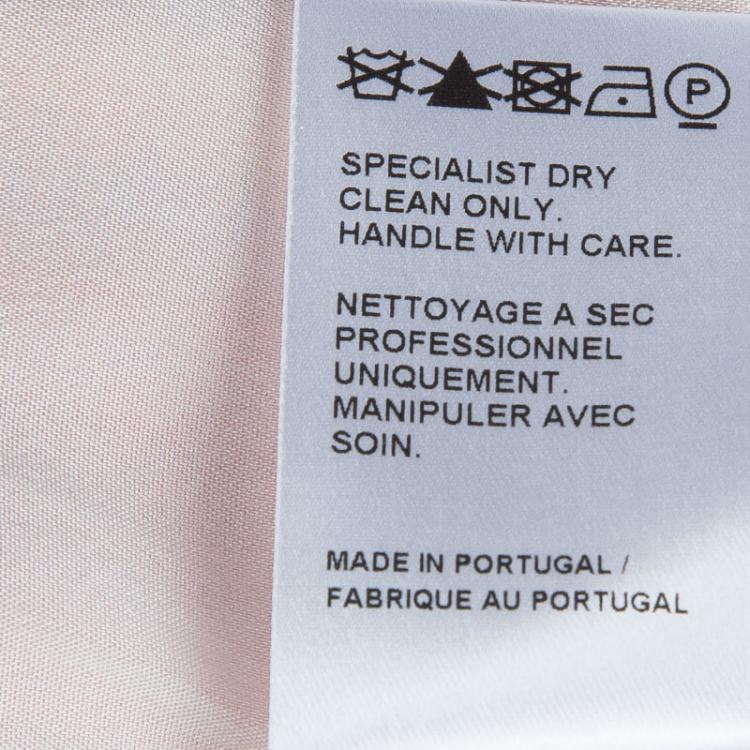 P
SPECIALIST DRY
CLEAN ONLY.
HANDLE WITH CARE.
NETTOYAGE A SEC
PROFESSIONNEL
UNIQUEMENT.
MANIPULER AVEC
SOIN.
MADE IN PORTUGAL /
FABRIQUE AU PORTUGAL